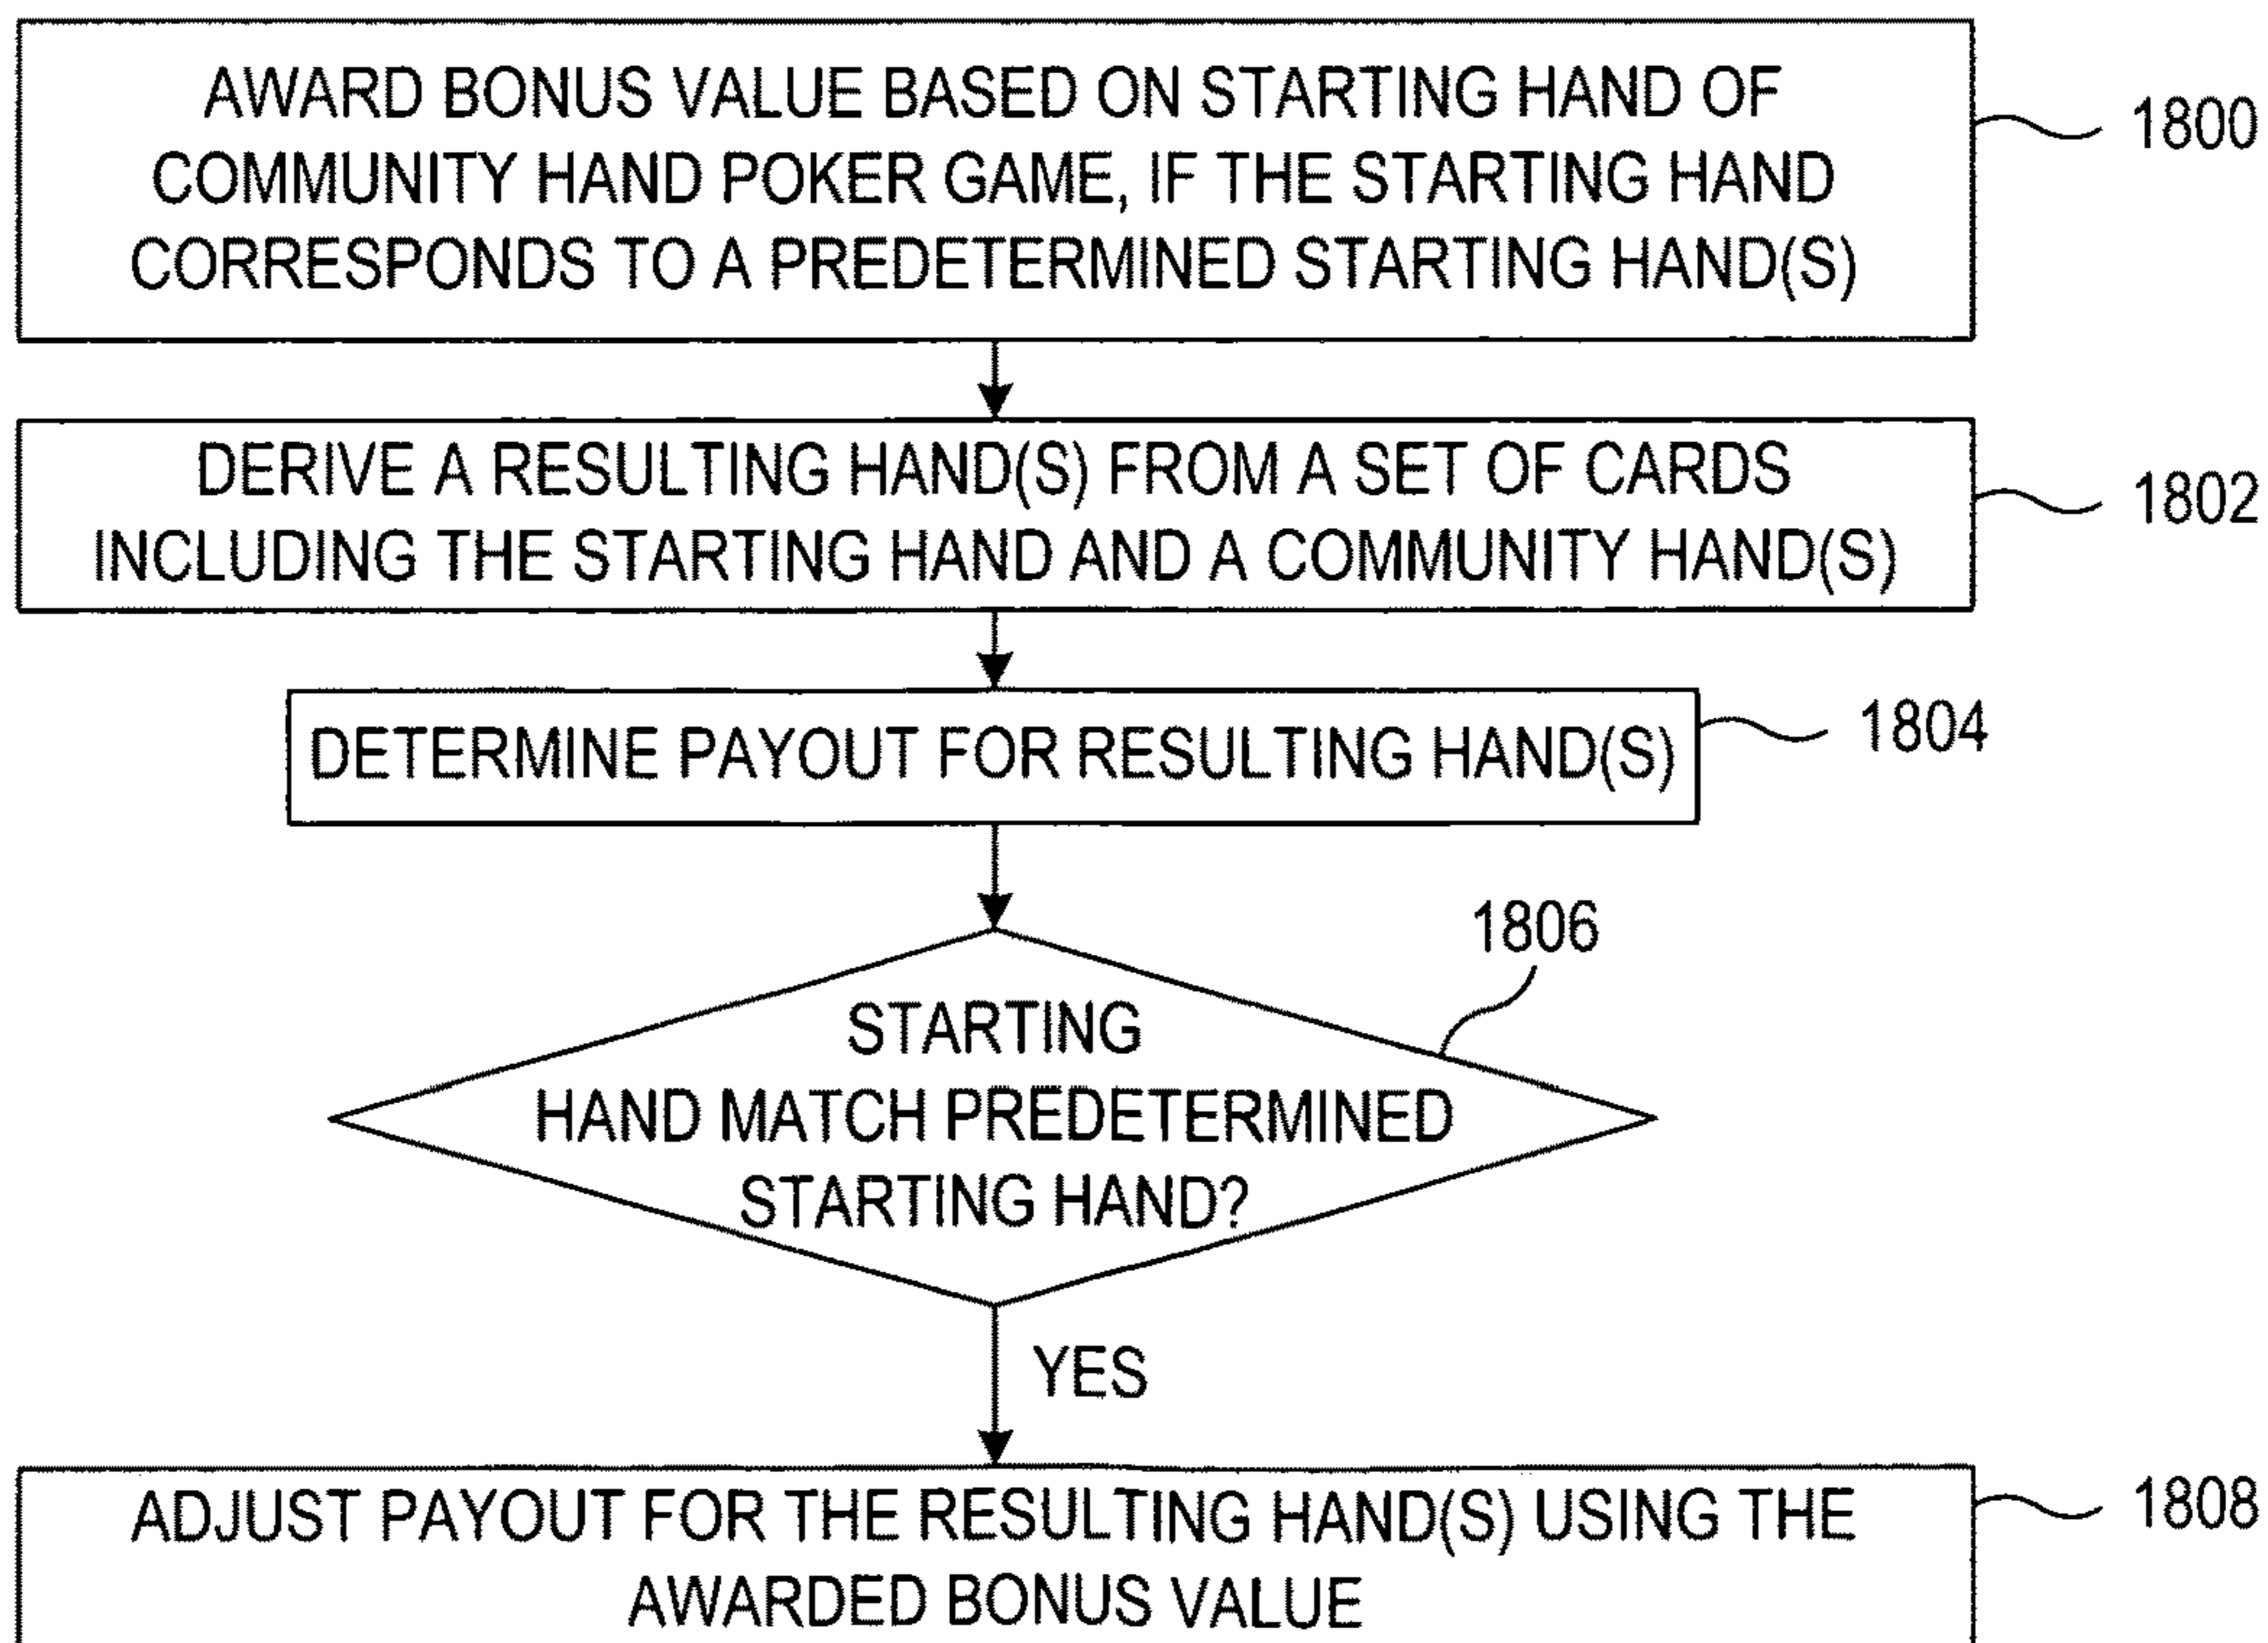 AWARD BONUS VALUE BASED ON STARTING HAND OF
COMMUNITY HAND POKER GAME, IF THE STARTING HAND
CORRESPONDS TO A PREDETERMINED STARTING HAND(S)
1800
DERIVE A RESULTING HAND(S) FROM A SET OF CARDS
INCLUDING THE STARTING HAND AND A COMMUNITY HAND(S)
1802
DETERMINE PAYOUT FOR RESULTING HAND(S)
1804
1806
STARTING
HAND MATCH PREDETERMINED
STARTING HAND?
YES
ADJUST PAYOUT FOR THE RESULTING HAND(S) USING THE
AWARDED BONUS VALUE
1808